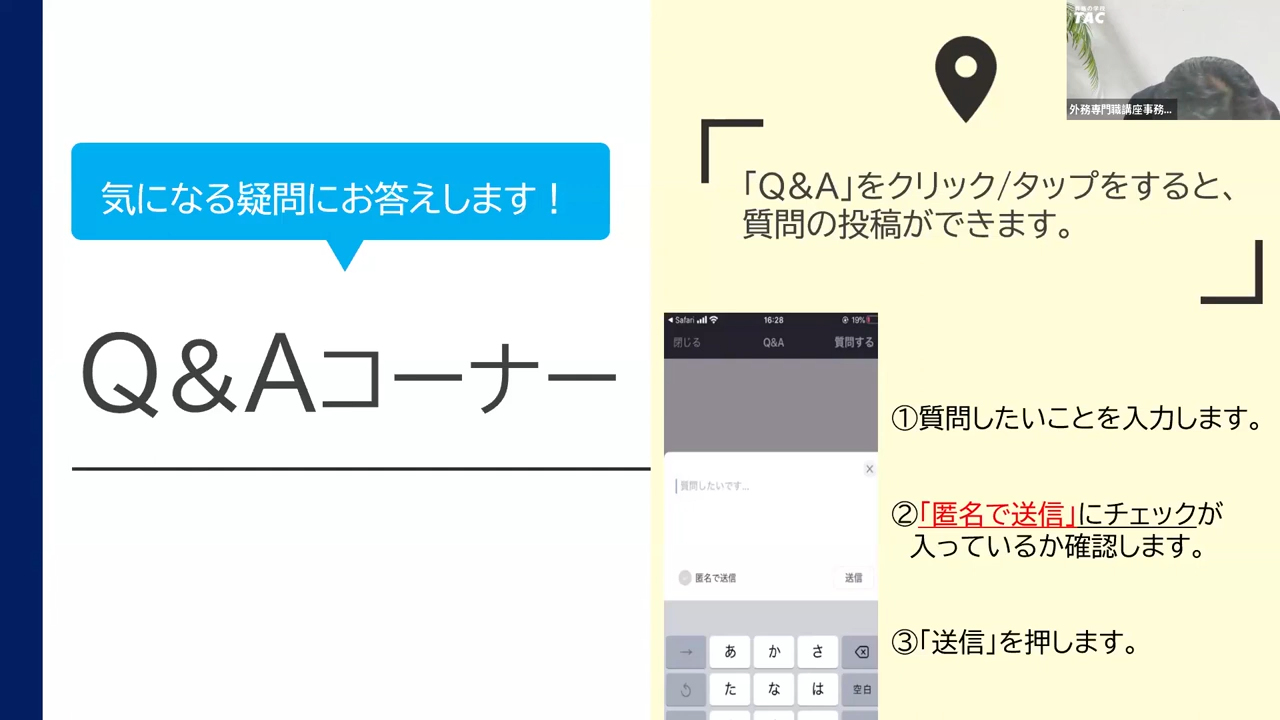 気になる疑問にお答えします！
Q&Aコーナー
「Q&A」をクリック/タップをすると、
質問の投稿ができます。
TAC
外務専門職講座事務...
Safari 16:28 19%
閉じる Q&A 質問する
質問したいです...
匿名で送信 送信
→ あ か さ
た な は 空白
①質問したいことを入力します。
②「匿名で送信」にチェックが
入っているか確認します。
③「送信」を押します。